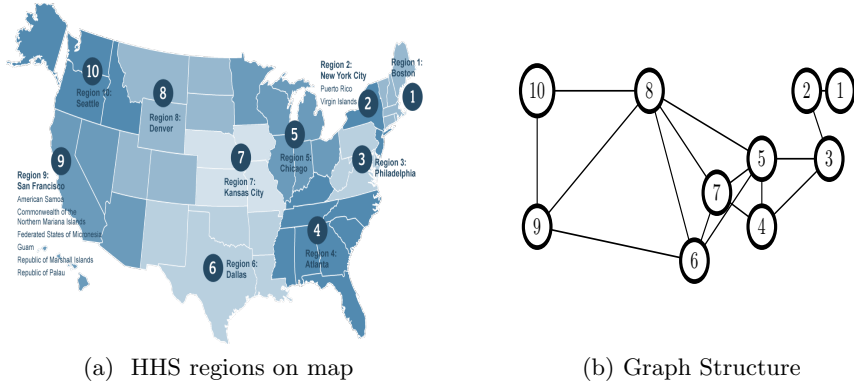 Region 1:
Boston
1
Region 2:
New York City
Puerto Rico
Virgin Islands
2
10
Region 10:
Seattle
8
Region 8:
Denver
5
Region 5:
Chicago
3
Region 3:
Philadelphia
7
Region 7:
Kansas City
9
Region 9:
San Francisco
American Samoa
Commonwealth of the
Northern Mariana Islands
Federated States of Micronesia
Guam
Republic of Marshall Islands
Republic of Palau
4
Region 4:
Atlanta
6
Region 6:
Dallas
(a) HHS regions on map
10
8
2
1
5
3
7
9
4
6
(b) Graph Structure